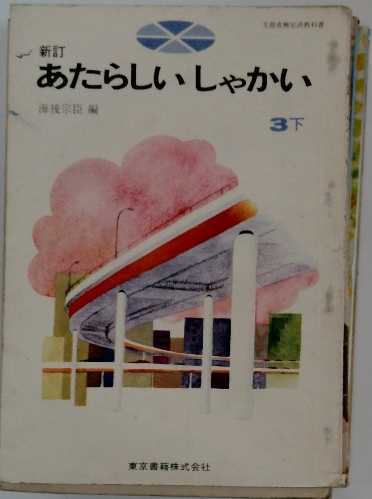 文部省検定済教科書
新訂
あたらしい しゃかい
海後宗臣 編
3下
東京書籍株式会社